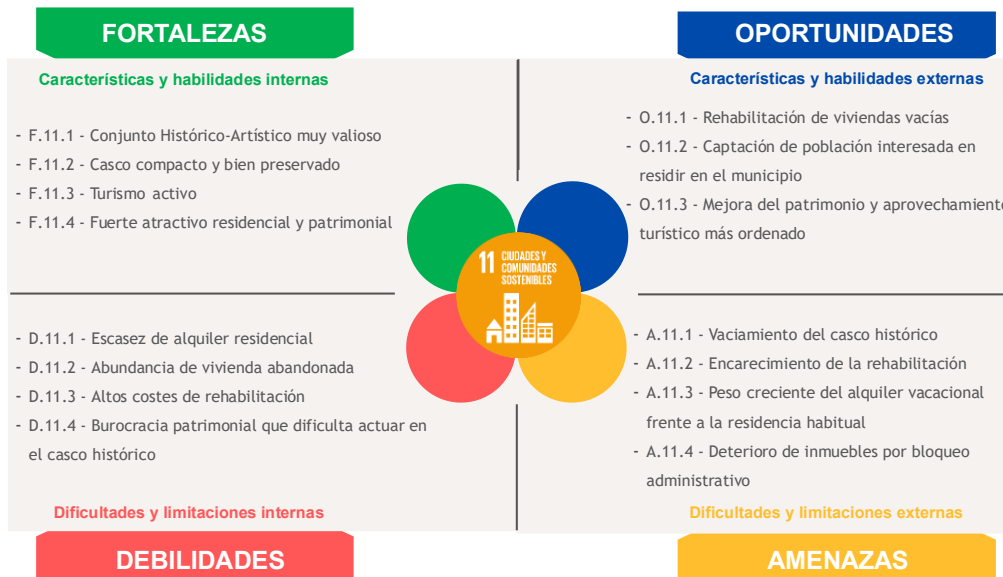 FORTALEZAS
Características y habilidades internas
- F.11.1 - Conjunto Histórico-Artístico muy valioso
- F.11.2 - Casco compacto y bien preservado
- F.11.3 - Turismo activo
- F.11.4 - Fuerte atractivo residencial y patrimonial
OPORTUNIDADES
Características y habilidades externas
- O.11.1 - Rehabilitación de viviendas vacías
- O.11.2 - Captación de población interesada en
residir en el municipio
- O.11.3 - Mejora del patrimonio y aprovechamiento
turístico más ordenado
11 CIUDADES Y
COMUNIDADES
SOSTENIBLES
- D.11.1 - Escasez de alquiler residencial
- D.11.2 - Abundancia de vivienda abandonada
- D.11.3 - Altos costes de rehabilitación
- D.11.4 - Burocracia patrimonial que dificulta actuar en
el casco histórico
Dificultades y limitaciones internas
DEBILIDADES
- A.11.1 - Vaciamiento del casco histórico
- A.11.2 - Encarecimiento de la rehabilitación
- A.11.3 - Peso creciente del alquiler vacacional
frente a la residencia habitual
- A.11.4 - Deterioro de inmuebles por bloqueo
administrativo
Dificultades y limitaciones externas
AMENAZAS